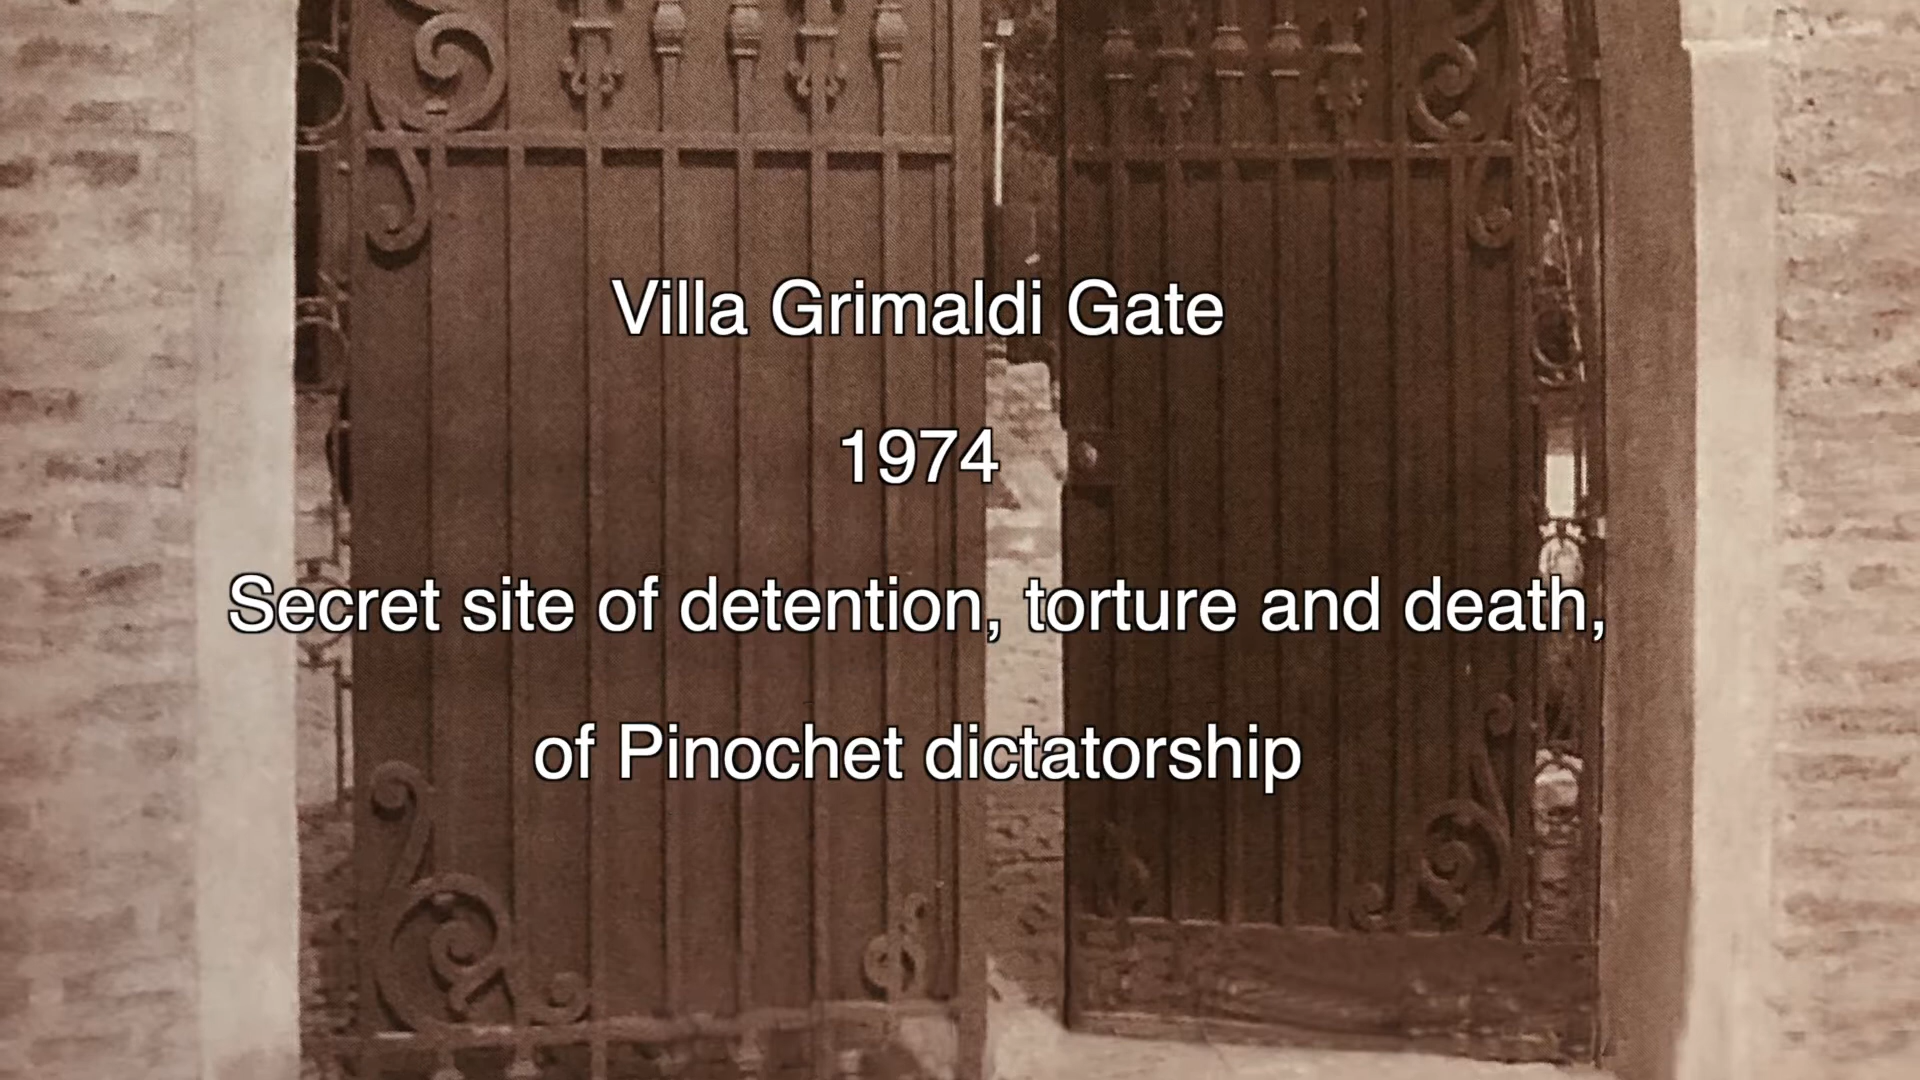 Villa Grimaldi Gate
1974
Secret site of detention, torture and death,
of Pinochet dictatorship